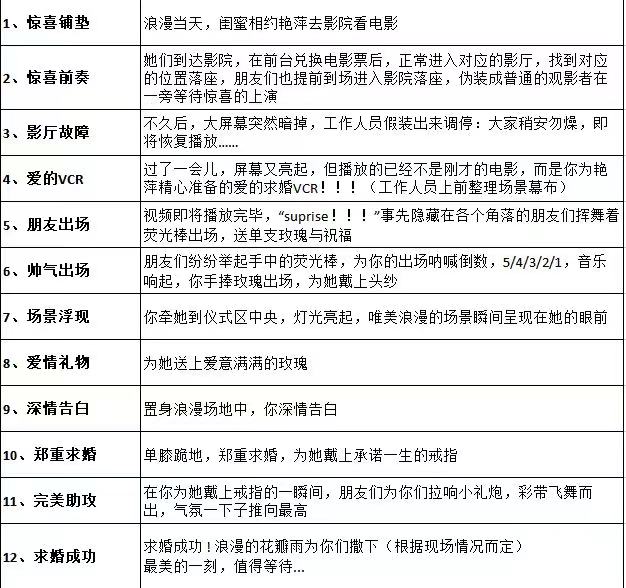 1、惊喜铺垫
浪漫当天，闺蜜相约艳萍去影院看电影
2、惊喜前奏
她们到达影院，在前台兑换电影票后，正常进入对应的影厅，找到对应
的位置落座，朋友们也提前到场进入影院落座，伪装成普通的观影者在
一旁等待惊喜的上演
3、影厅故障
不久后，大屏幕突然暗掉，工作人员假装出来调停：大家稍安勿燥，即
将恢复播放......
4、爱的VCR
过了一会儿，屏幕又亮起，但播放的已经不是刚才的电影，而是你为艳
萍精心准备的爱的求婚VCR！！！（工作人员上前整理场景幕布）
5、朋友出场
视频即将播放完毕，“suprise！！！”事先隐藏在各个角落的朋友们挥舞着
荧光棒出场，送单支玫瑰与祝福
6、帅气出场
朋友们纷纷举起手中的荧光棒，为你的出场呐喊倒数，5/4/3/2/1，音乐
响起，你手捧玫瑰出场，为她戴上头纱
7、场景浮现
你牵她到仪式区中央，灯光亮起，唯美浪漫的场景瞬间呈现在她的眼前
8、爱情礼物
为她送上爱意满满的玫瑰
9、深情告白
置身浪漫场地中，你深情告白
10、郑重求婚
单膝跪地，郑重求婚，为她戴上承诺一生的戒指
11、完美助攻
在你为她戴上戒指的一瞬间，朋友们为你们拉响小礼炮，彩带飞舞而
出，气氛一下子推向最高
12、求婚成功
求婚成功！浪漫的花瓣雨为你们撒下（根据现场情况而定）
最美的一刻，值得等待...